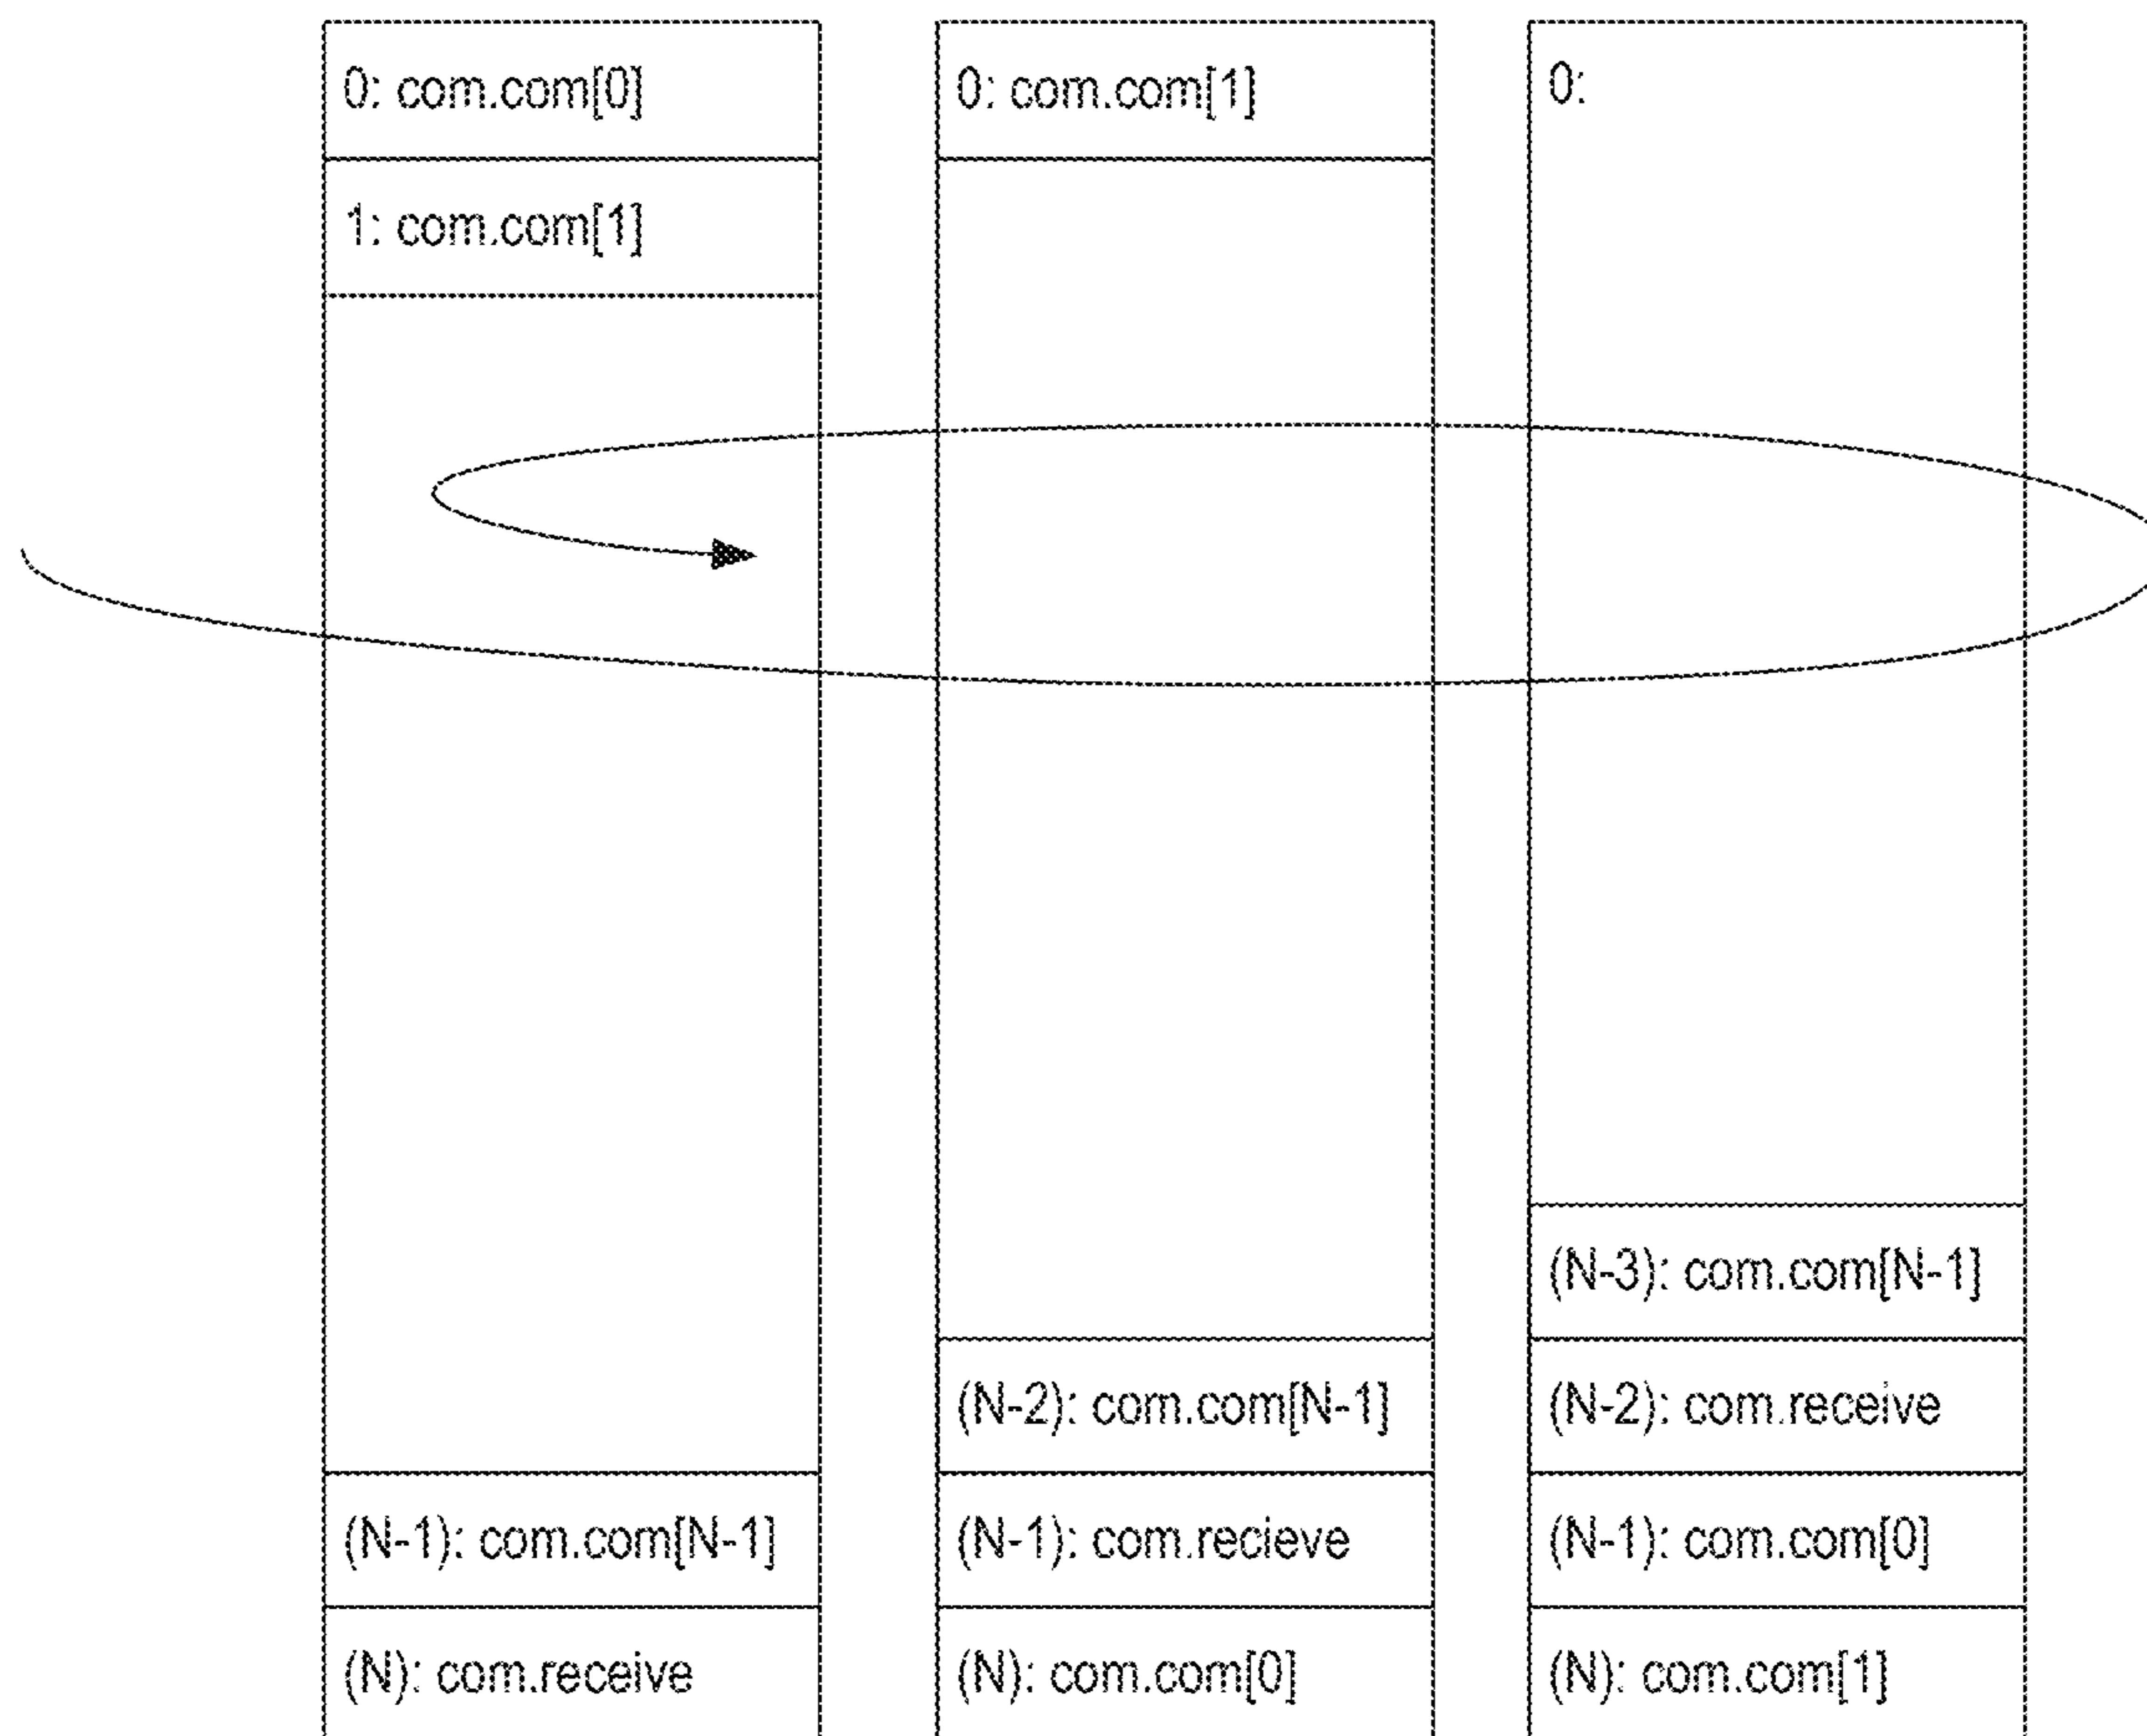 0: com.com[0]
1: com.com[1]
(N-1): com.com[N-1]
(N): com.receive
0: com.com[1]
(N-2): com.com[N-1]
(N-1): com.recieve
(N): com.com[0]
0:
(N-3): com.com[N-1]
(N-2): com.receive
(N-1): com.com[0]
(N): com.com[1]